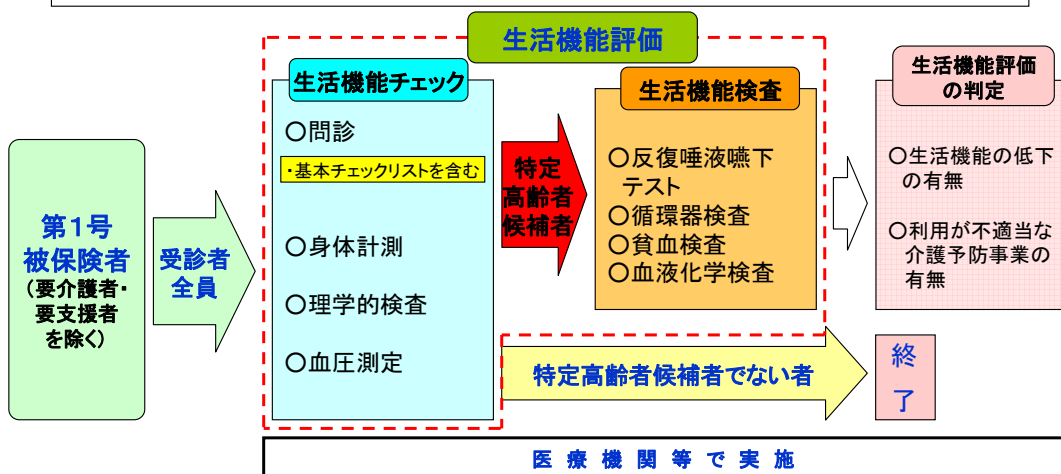 生活機能評価
第1号
被保険者
(要介護者・
要支援者
を除く)
受診者
全員
生活機能チェック
○問診
・基本チェックリストを含む
○身体計測
○理学的検査
○血圧測定
特定
高齢者
候補者
生活機能検査
○反復唾液嚥下
テスト
○循環器検査
○貧血検査
○血液化学検査
生活機能評価
の判定
○生活機能の低下
の有無
○利用が不適当な
介護予防事業の
有無
特定高齢者候補者でない者
終
了
医療機関等で実施